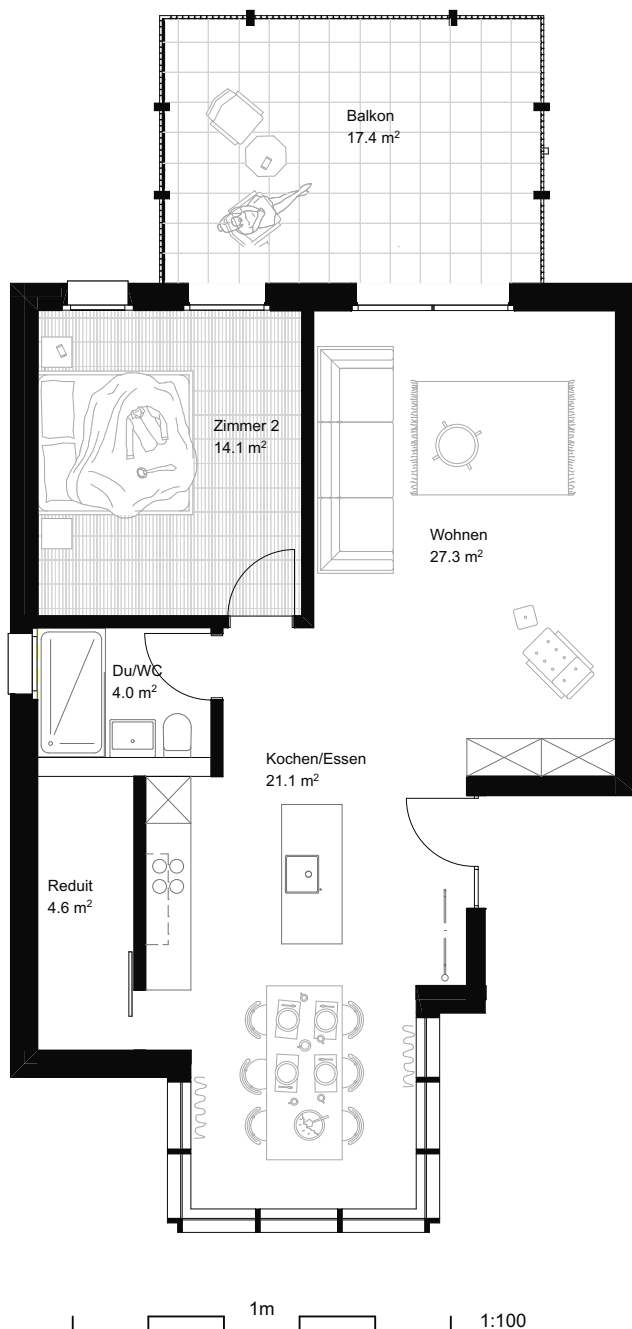 Balkon
17.4 m²
Zimmer 2
14.1 m²
Wohnen
27.3 m²
Du/WC
4.0 m²
Kochen/Essen
21.1 m²
Reduit
4.6 m²
1m
1:100